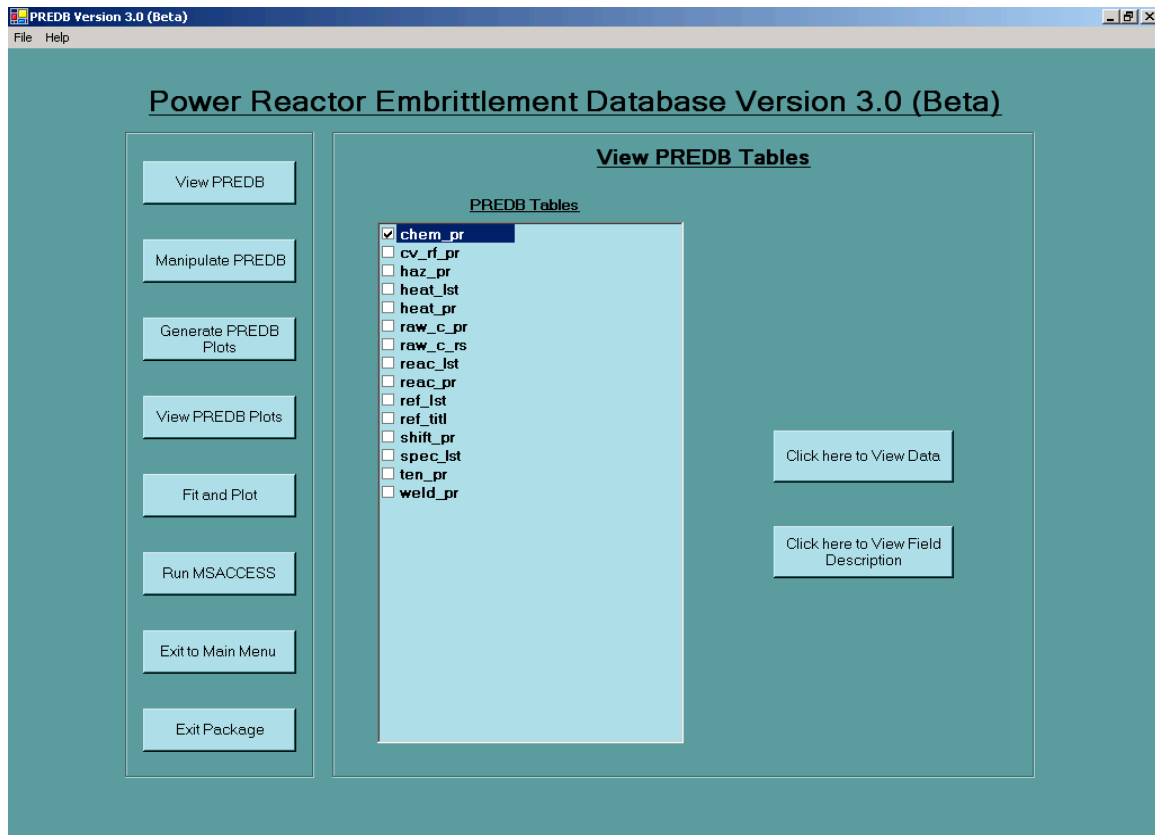 PREDB Version 3.0 (Beta)
File Help
Power Reactor Embrittlement Database Version 3.0 (Beta)
View PREDB
Manipulate PREDB
Generate PREDB
Plots
View PREDB Plots
Fit and Plot
Run MSACCESS
Exit to Main Menu
Exit Package
View PREDB Tables
PREDB Tables
chem_pr
cv_rf_pr
haz_pr
heat_lst
heat_pr
raw_c_pr
raw_c_rs
reac_lst
reac_pr
ref_lst
ref_titl
shift_pr
spec_lst
ten_pr
weld_pr
Click here to View Data
Click here to View Field
Description